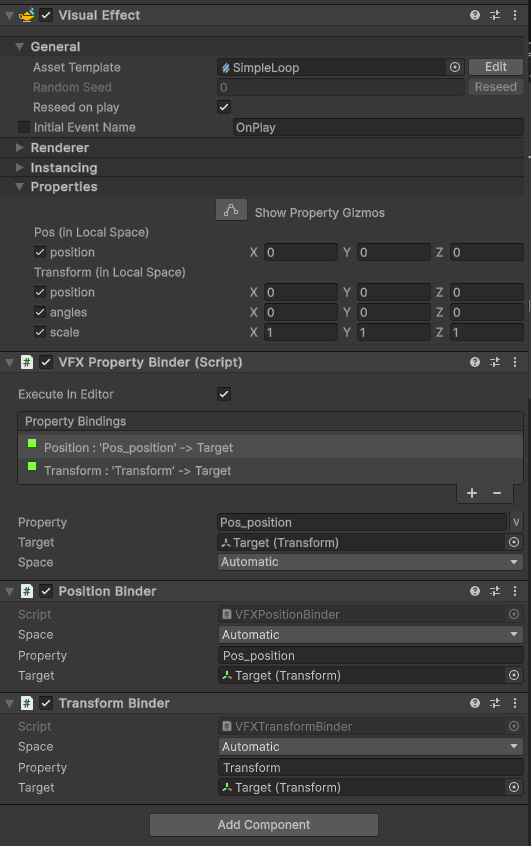 Visual Effect
General
Asset Template SimpleLoop Edit
Random Seed 0 Reseed
Reseed on play
Initial Event Name OnPlay
Renderer
Instancing
Properties
Show Property Gizmos
Pos (in Local Space)
position X 0 Y 0 Z 0
Transform (in Local Space)
position X 0 Y 0 Z 0
angles X 0 Y 0 Z 0
scale X 1 Y 1 Z 1
# VFX Property Binder (Script)
Execute In Editor
Property Bindings
Position : 'Pos_position' -> Target
Transform : 'Transform' -> Target
+ −
Property Pos_position v
Target Target (Transform)
Space Automatic
# Position Binder
Script VFXPositionBinder
Space Automatic
Property Pos_position
Target Target (Transform)
# Transform Binder
Script VFXTransformBinder
Space Automatic
Property Transform
Target Target (Transform)
Add Component